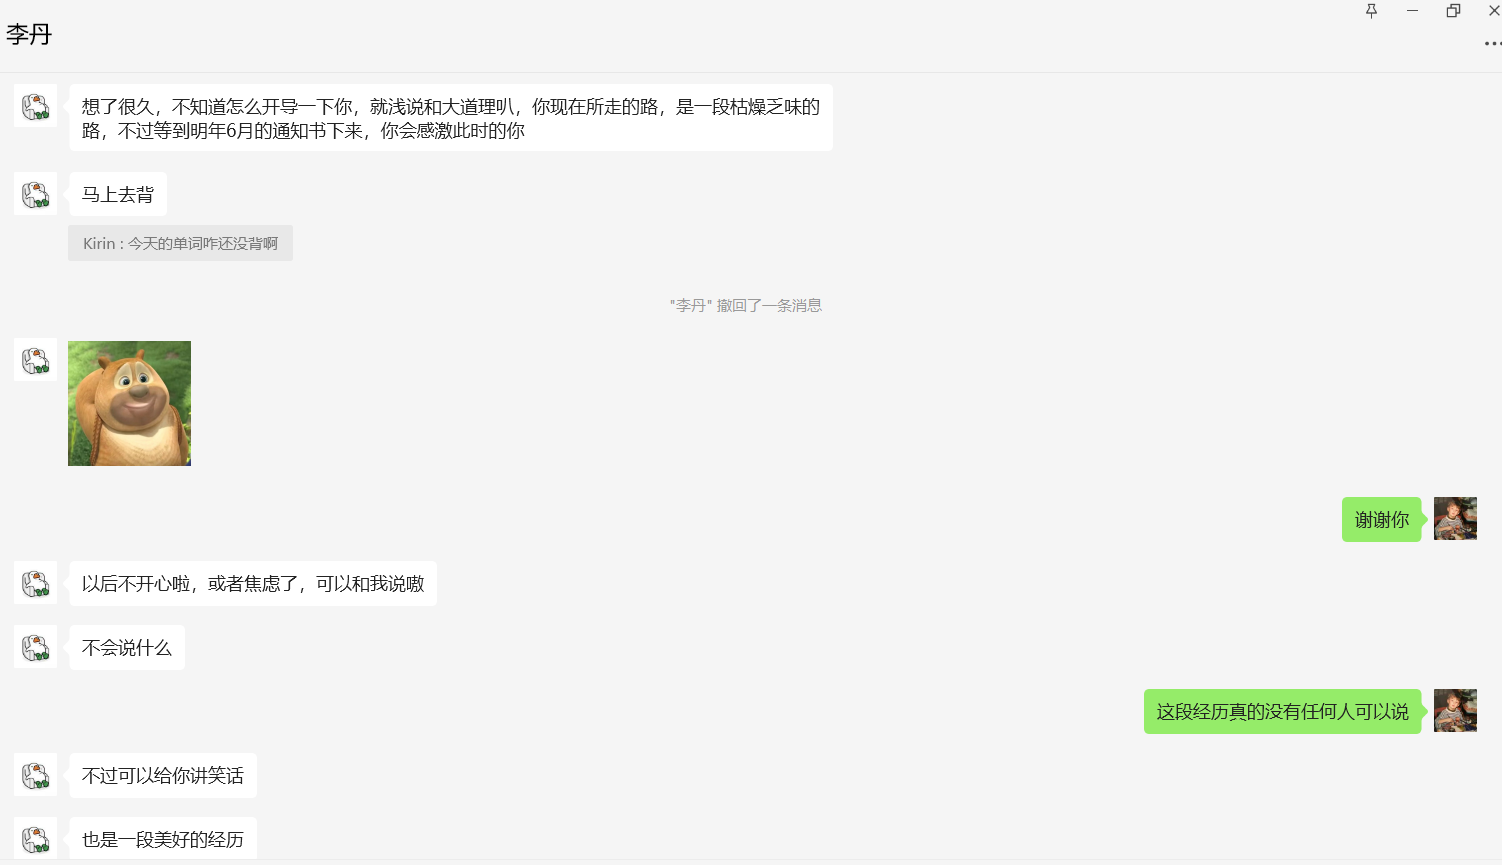 李丹
想了很久，不知道怎么开导一下你，就浅说和大道理叭，你现在所走的路，是一段枯燥乏味的
路，不过等到明年6月的通知书下来，你会感激此时的你
马上去背
Kirin : 今天的单词咋还没背啊
"李丹" 撤回了一条消息
谢谢你
以后不开心啦，或者焦虑了，可以和我说嗷
不会说什么
这段经历真的没有任何人可以说
不过可以给你讲笑话
也是一段美好的经历